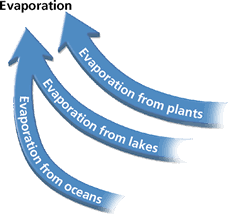 Evaporation
Evaporation from plants
Evaporation from lakes
Evaporation from oceans